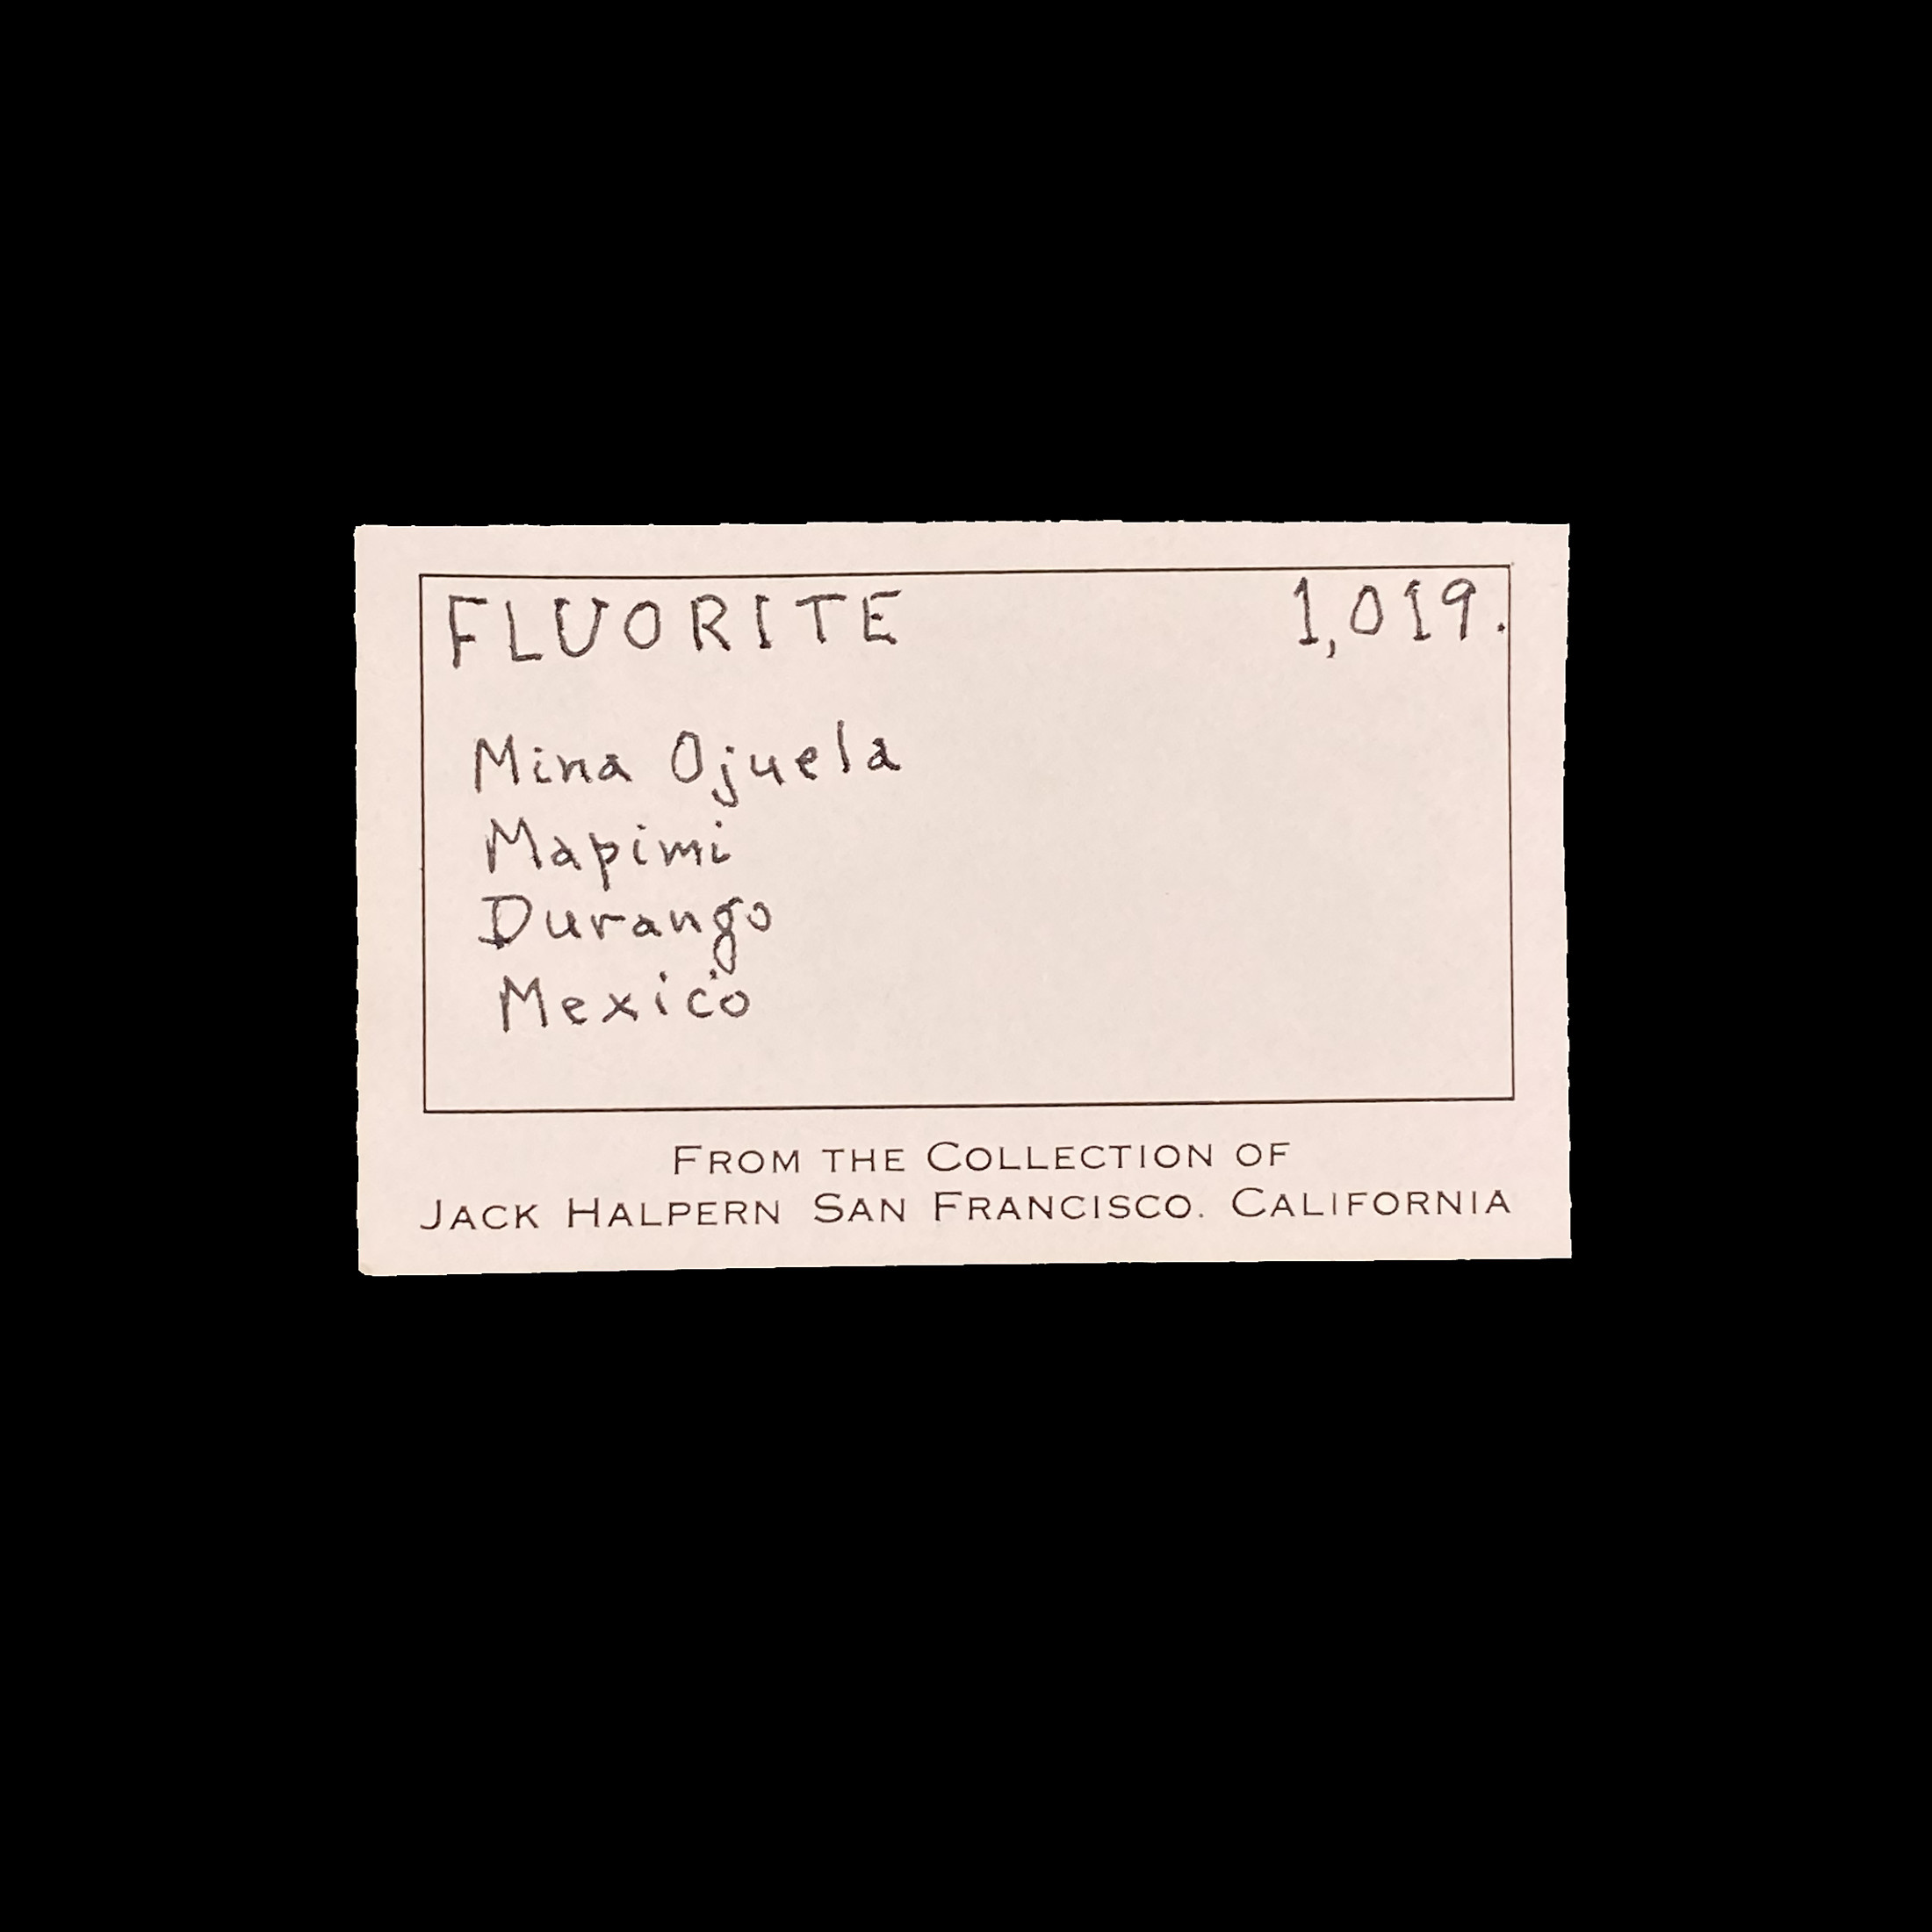 FLUORITE 1,019.
Mina Ojuela
Mapimi
Durango
Mexico
FROM THE COLLECTION OF
JACK HALPERN SAN FRANCISCO. CALIFORNIA